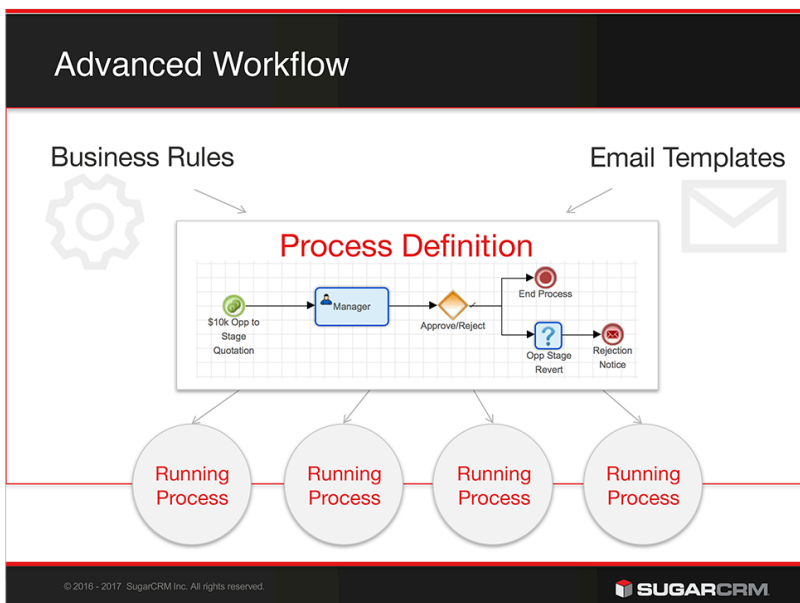 Advanced Workflow
Business Rules
Email Templates
Process Definition
$10k Opp to
Stage
Quotation
Manager
Approve/Reject
End Process
?
Opp Stage
Revert
Rejection
Notice
Running
Process
Running
Process
Running
Process
Running
Process
© 2016 - 2017 SugarCRM Inc. All rights reserved.
SUGARCRM.